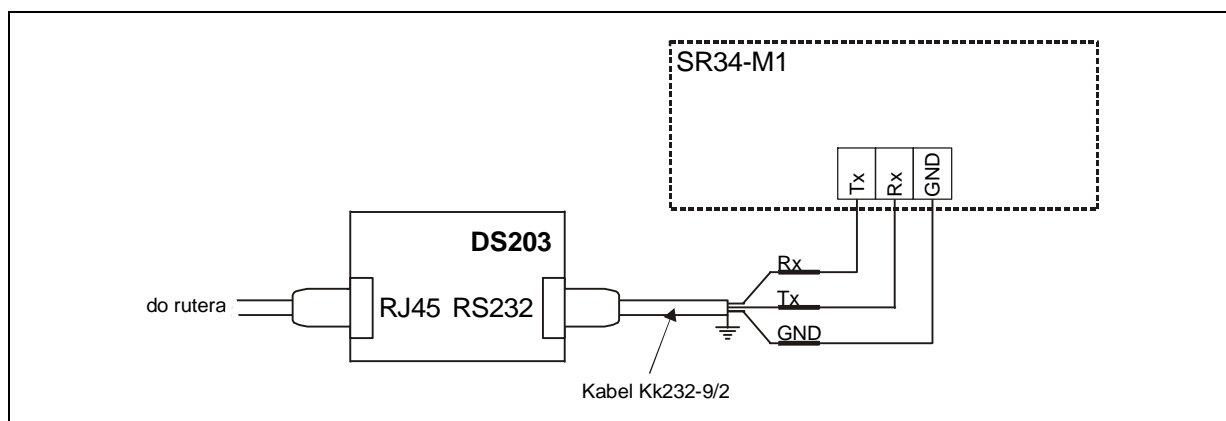 SR34-M1
Tx
Rx
GND
DS203
do rutera
RJ45 RS232
Rx
Tx
GND
Kabel Kk232-9/2